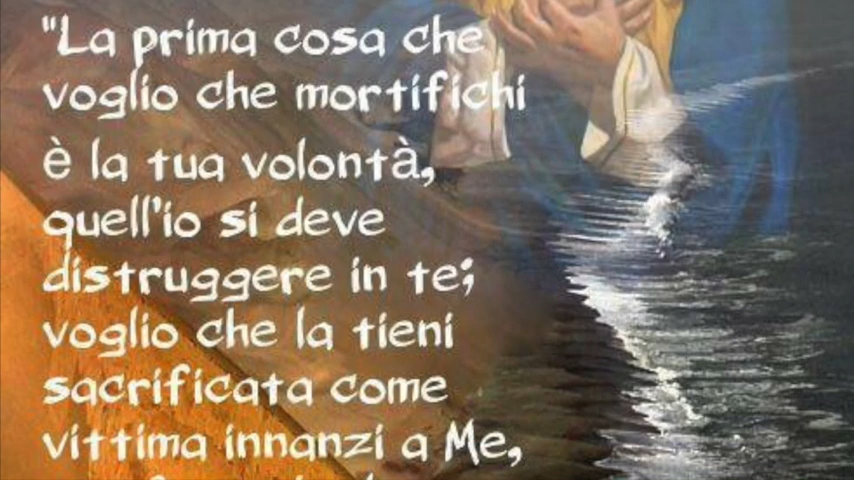 "La prima cosa che
voglio che mortifichi
è la tua volontà,
quell'io si deve
distruggere in te;
voglio che la tieni
sacrificata come
vittima innanzi a Me,